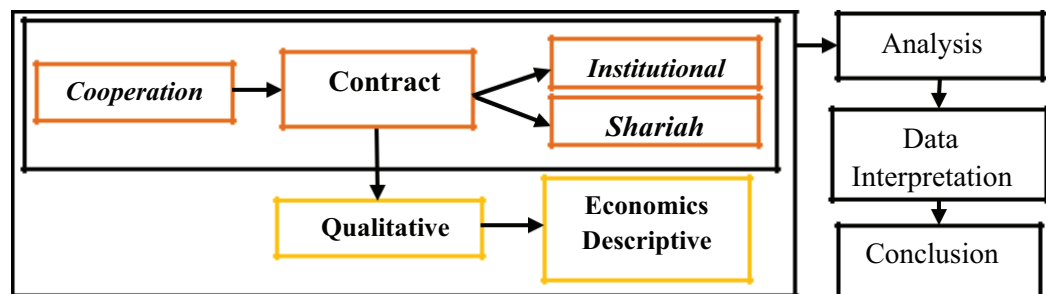 Cooperation
Contract
Institutional
Shariah
Qualitative
Economics
Descriptive
Analysis
Data
Interpretation
Conclusion